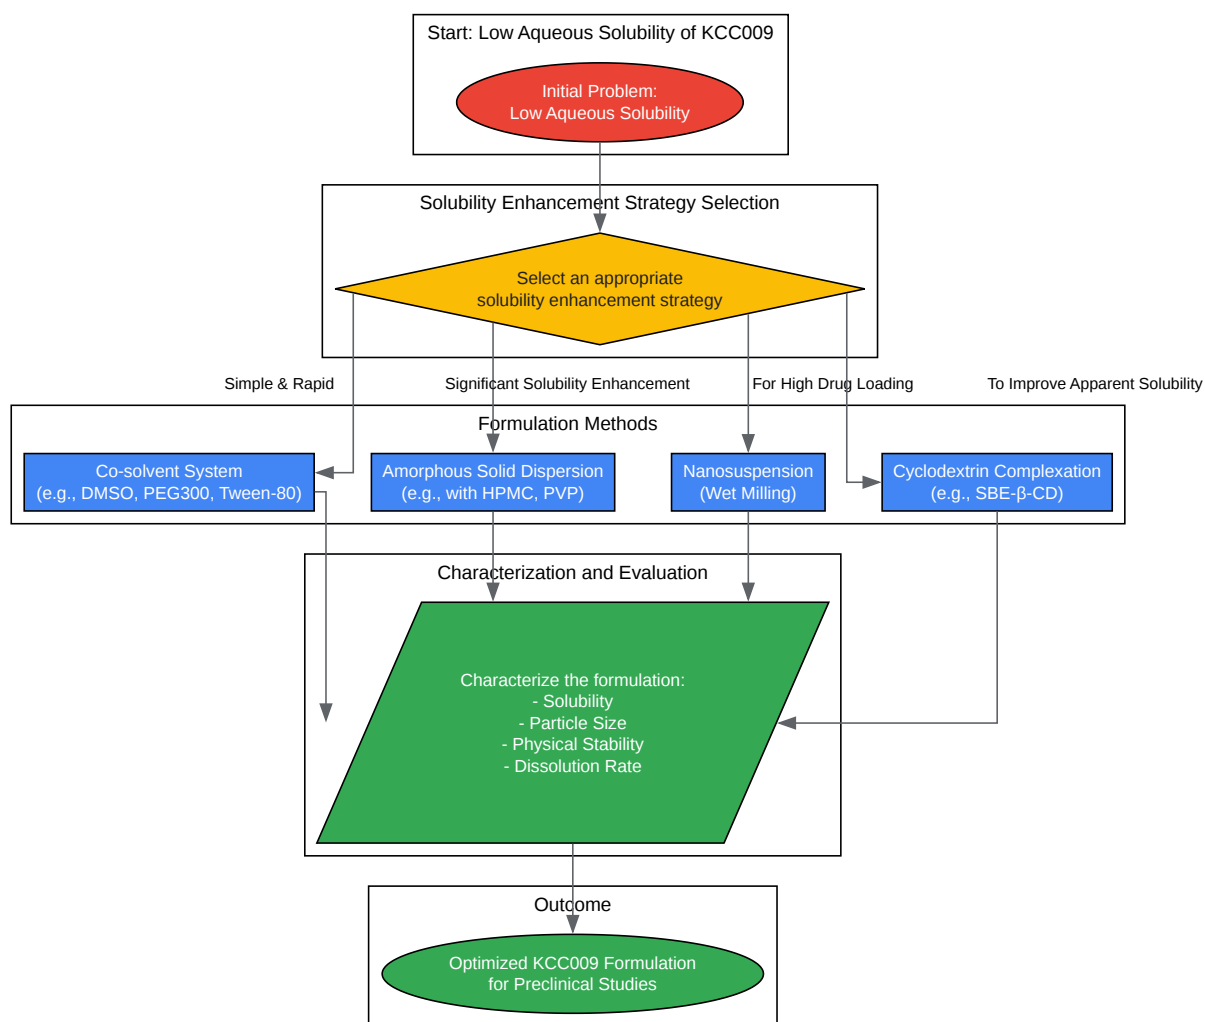 Start: Low Aqueous Solubility of KCC009
Initial Problem:
Low Aqueous Solubility
Solubility Enhancement Strategy Selection
Select an appropriate
solubility enhancement strategy
Simple & Rapid
Significant Solubility Enhancement
For High Drug Loading
To Improve Apparent Solubility
Formulation Methods
Co-solvent System
(e.g., DMSO, PEG300, Tween-80)
Amorphous Solid Dispersion
(e.g., with HPMC, PVP)
Nanosuspension
(Wet Milling)
Cyclodextrin Complexation
(e.g., SBE-β-CD)
Characterization and Evaluation
Characterize the formulation:
- Solubility
- Particle Size
- Physical Stability
- Dissolution Rate
Outcome
Optimized KCC009 Formulation
for Preclinical Studies